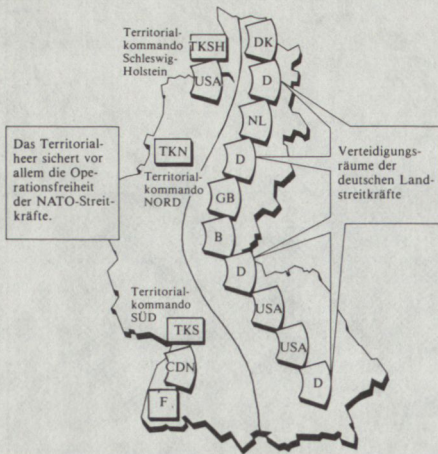 Territorial-
kommando
Schleswig-
Holstein
TKSH
USA
DK
D
NL
Das Territorial-
heer sichert vor
allem die Ope-
rationsfreiheit
der NATO-Streit-
kräfte.
TKN
Territorial-
kommando
NORD
D
Verteidigungs-
räume der
deutschen Land-
streitkräfte
GB
B
D
Territorial-
kommando
SÜD
TKS
USA
CDN
USA
F
D